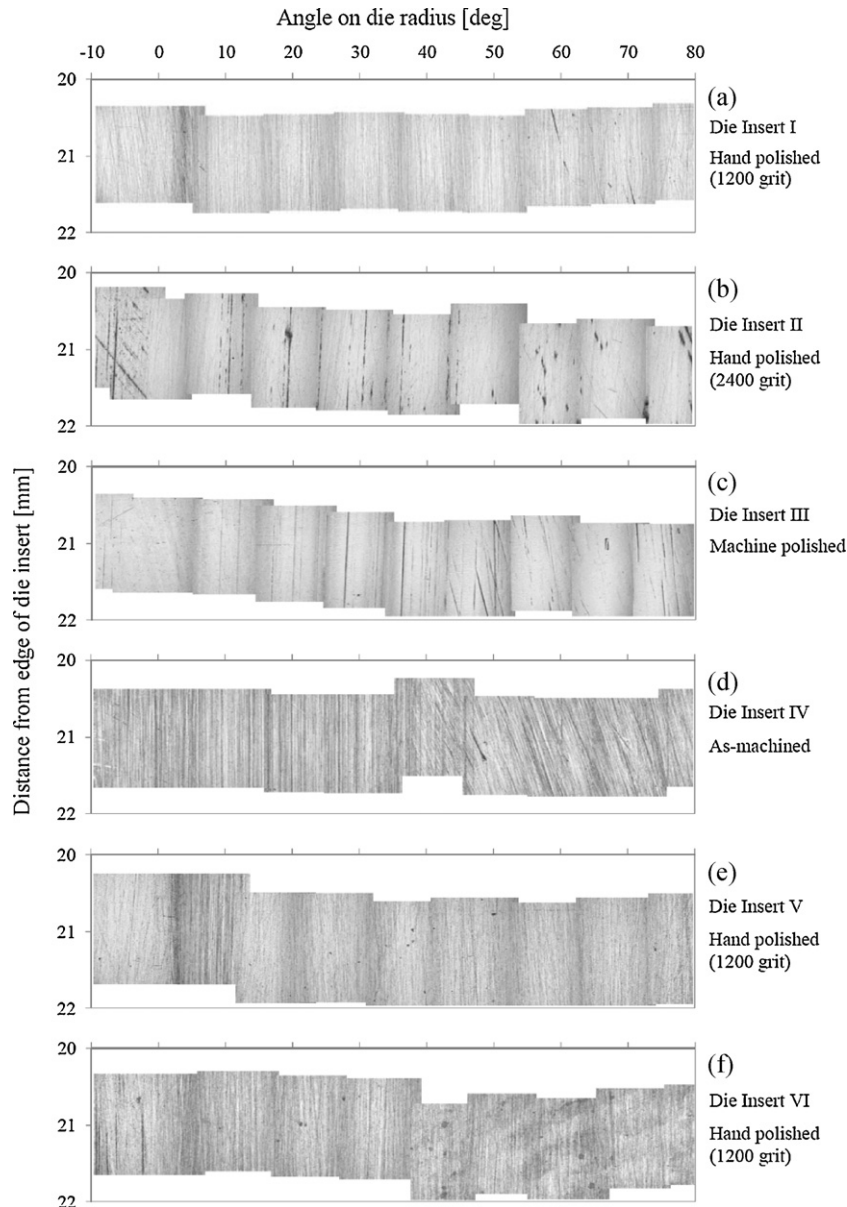 Angle on die radius [deg]
-10 0 10 20 30 40 50 60 70 80
Distance from edge of die insert [mm]
20
21
22
(a)
Die Insert I
Hand polished
(1200 grit)
20
21
22
(b)
Die Insert II
Hand polished
(2400 grit)
20
21
22
(c)
Die Insert III
Machine polished
20
21
22
(d)
Die Insert IV
As-machined
20
21
22
(e)
Die Insert V
Hand polished
(1200 grit)
20
21
22
(f)
Die Insert VI
Hand polished
(1200 grit)